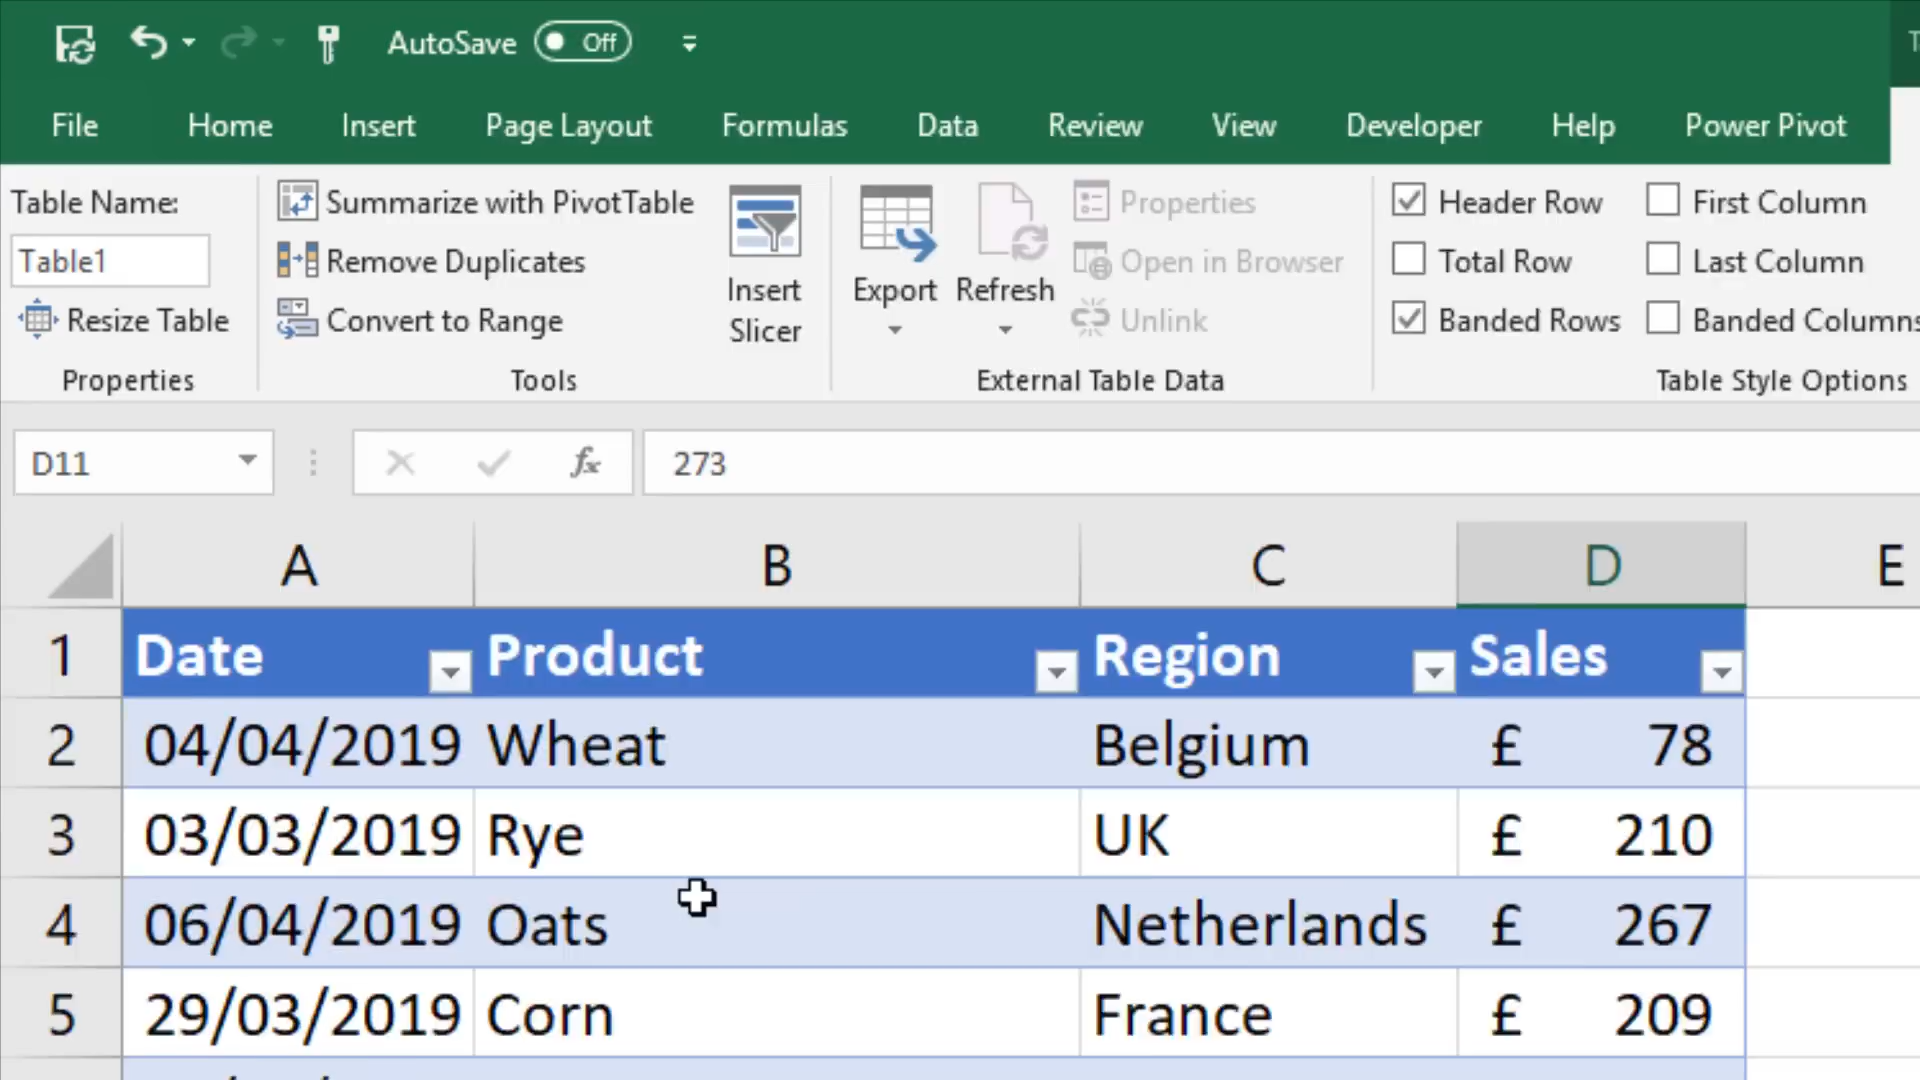 AutoSave Off
File Home Insert Page Layout Formulas Data Review View Developer Help Power Pivot
Table Name:
Table1
Resize Table
Properties
Summarize with PivotTable
Remove Duplicates
Convert to Range
Tools
Insert
Slicer
Export
Refresh
Properties
Open in Browser
Unlink
External Table Data
Header Row
Total Row
Banded Rows
First Column
Last Column
Banded Columns
Table Style Options
D11 fx 273
A B C D E
1 Date Product Region Sales
2 04/04/2019 Wheat Belgium £ 78
3 03/03/2019 Rye UK £ 210
4 06/04/2019 Oats Netherlands £ 267
5 29/03/2019 Corn France £ 209